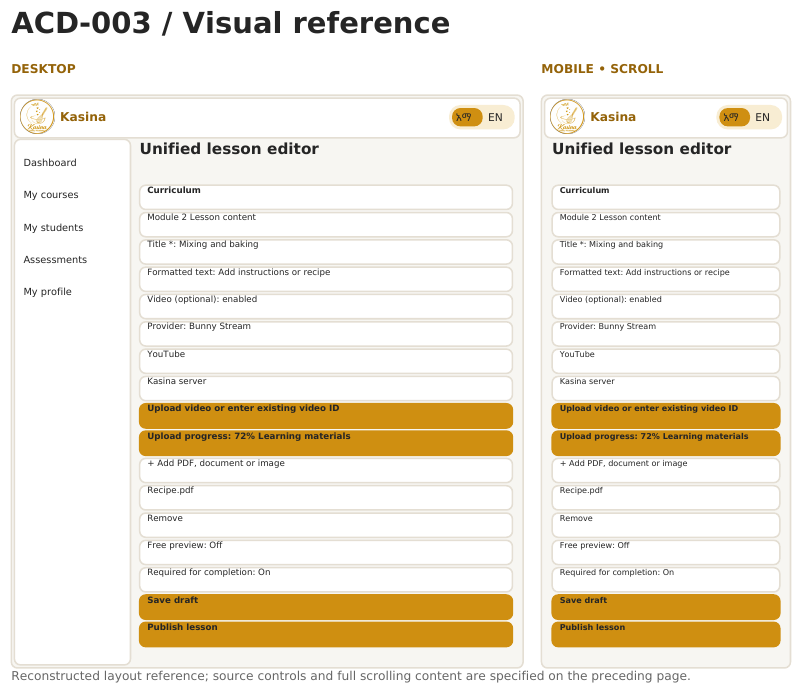 ACD-003 / Visual reference
DESKTOP
Kasina
Kasina
አማ
EN
Dashboard
My courses
My students
Assessments
My profile
Unified lesson editor
Curriculum
Module 2 Lesson content
Title *: Mixing and baking
Formatted text: Add instructions or recipe
Video (optional): enabled
Provider: Bunny Stream
YouTube
Kasina server
Upload video or enter existing video ID
Upload progress: 72% Learning materials
+ Add PDF, document or image
Recipe.pdf
Remove
Free preview: Off
Required for completion: On
Save draft
Publish lesson
MOBILE • SCROLL
Kasina
Kasina
አማ
EN
Unified lesson editor
Curriculum
Module 2 Lesson content
Title *: Mixing and baking
Formatted text: Add instructions or recipe
Video (optional): enabled
Provider: Bunny Stream
YouTube
Kasina server
Upload video or enter existing video ID
Upload progress: 72% Learning materials
+ Add PDF, document or image
Recipe.pdf
Remove
Free preview: Off
Required for completion: On
Save draft
Publish lesson
Reconstructed layout reference; source controls and full scrolling content are specified on the preceding page.